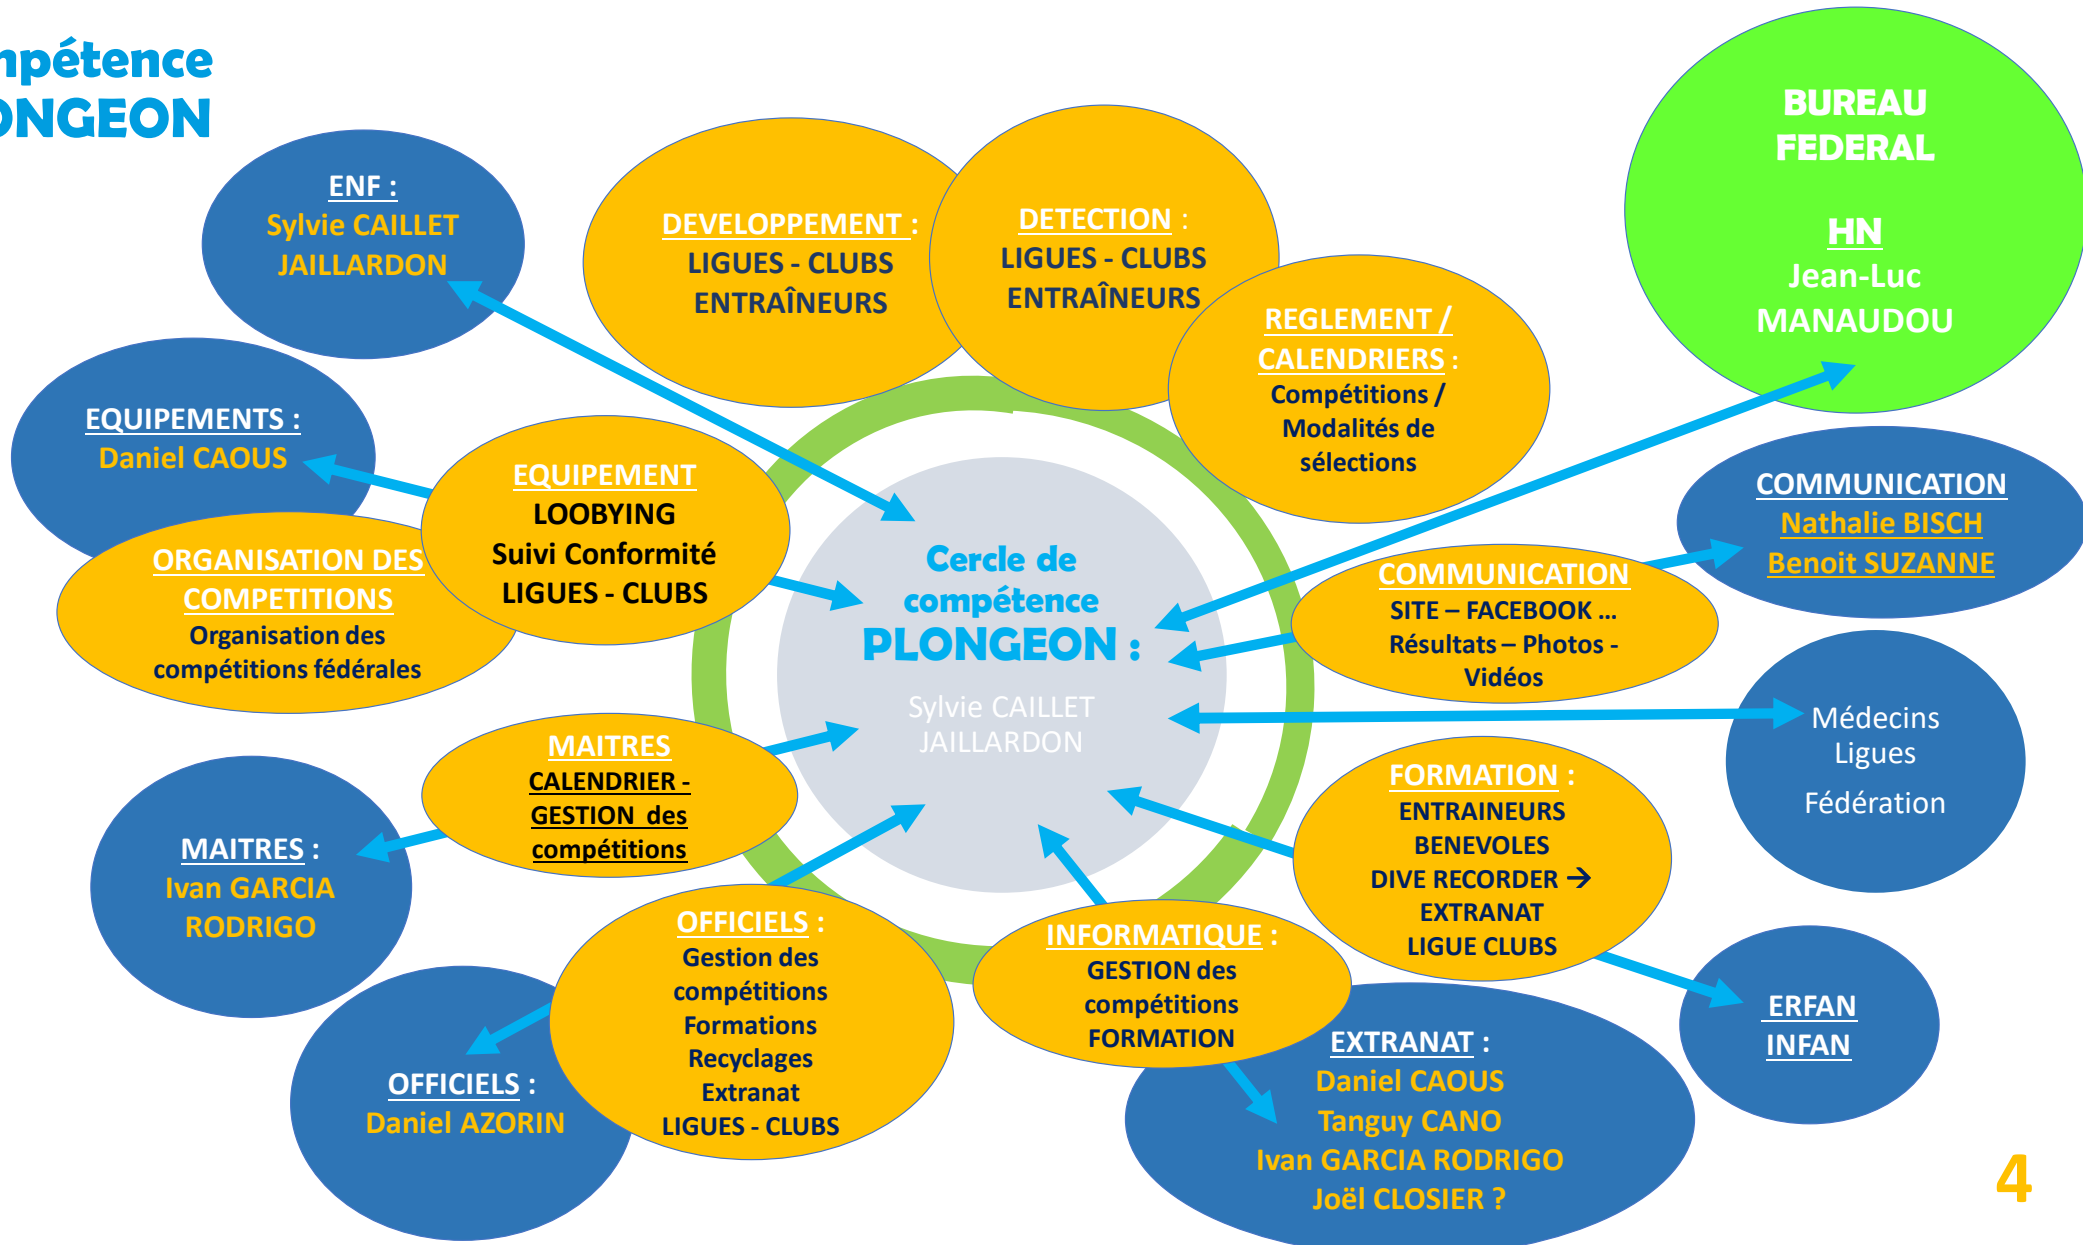 mpétence
ONGEON
ENF :
Sylvie CAILLET
JAILLARDON
DEVELOPPEMENT :
LIGUES - CLUBS
ENTRAÎNEURS
DETECTION :
LIGUES - CLUBS
ENTRAÎNEURS
REGLEMENT /
CALENDRIERS :
Compétitions /
Modalités de
sélections
BUREAU
FEDERAL
HN
Jean-Luc
MANAUDOU
EQUIPEMENTS :
Daniel CAOUS
EQUIPEMENT
LOOBYING
Suivi Conformité
LIGUES - CLUBS
ORGANISATION DES
COMPETITIONS
Organisation des
compétitions fédérales
Cercle de
compétence
PLONGEON :
Sylvie CAILLET
JAILLARDON
COMMUNICATION
SITE – FACEBOOK ...
Résultats – Photos -
Vidéos
COMMUNICATION
Nathalie BISCH
Benoit SUZANNE
Médecins
Ligues
Fédération
MAITRES
CALENDRIER -
GESTION des
compétitions
MAITRES :
Ivan GARCIA
RODRIGO
OFFICIELS :
Gestion des
compétitions
Formations
Recyclages
Extranat
LIGUES - CLUBS
OFFICIELS :
Daniel AZORIN
INFORMATIQUE :
GESTION des
compétitions
FORMATION
FORMATION :
ENTRAINEURS
BENEVOLES
DIVE RECORDER →
EXTRANAT
LIGUE CLUBS
ERFAN
INFAN
EXTRANAT :
Daniel CAOUS
Tanguy CANO
Ivan GARCIA RODRIGO
Joël CLOSIER ?
4